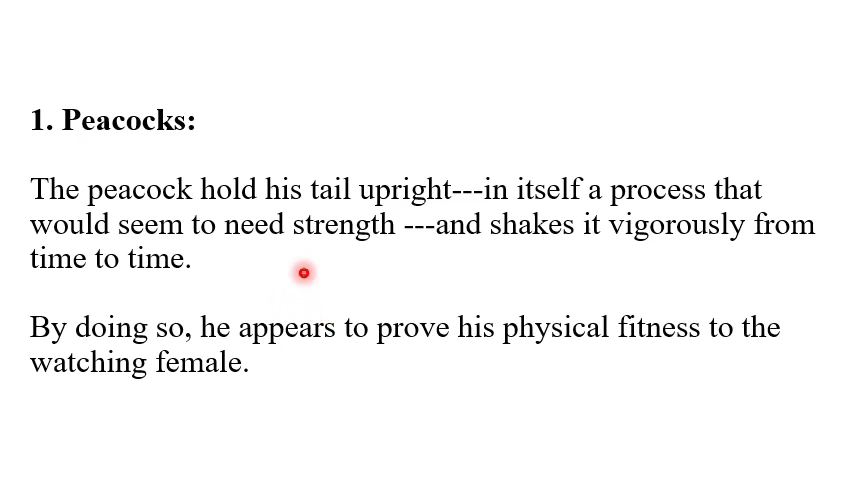 1. Peacocks:
The peacock hold his tail upright---in itself a process that
would seem to need strength ---and shakes it vigorously from
time to time.
By doing so, he appears to prove his physical fitness to the
watching female.